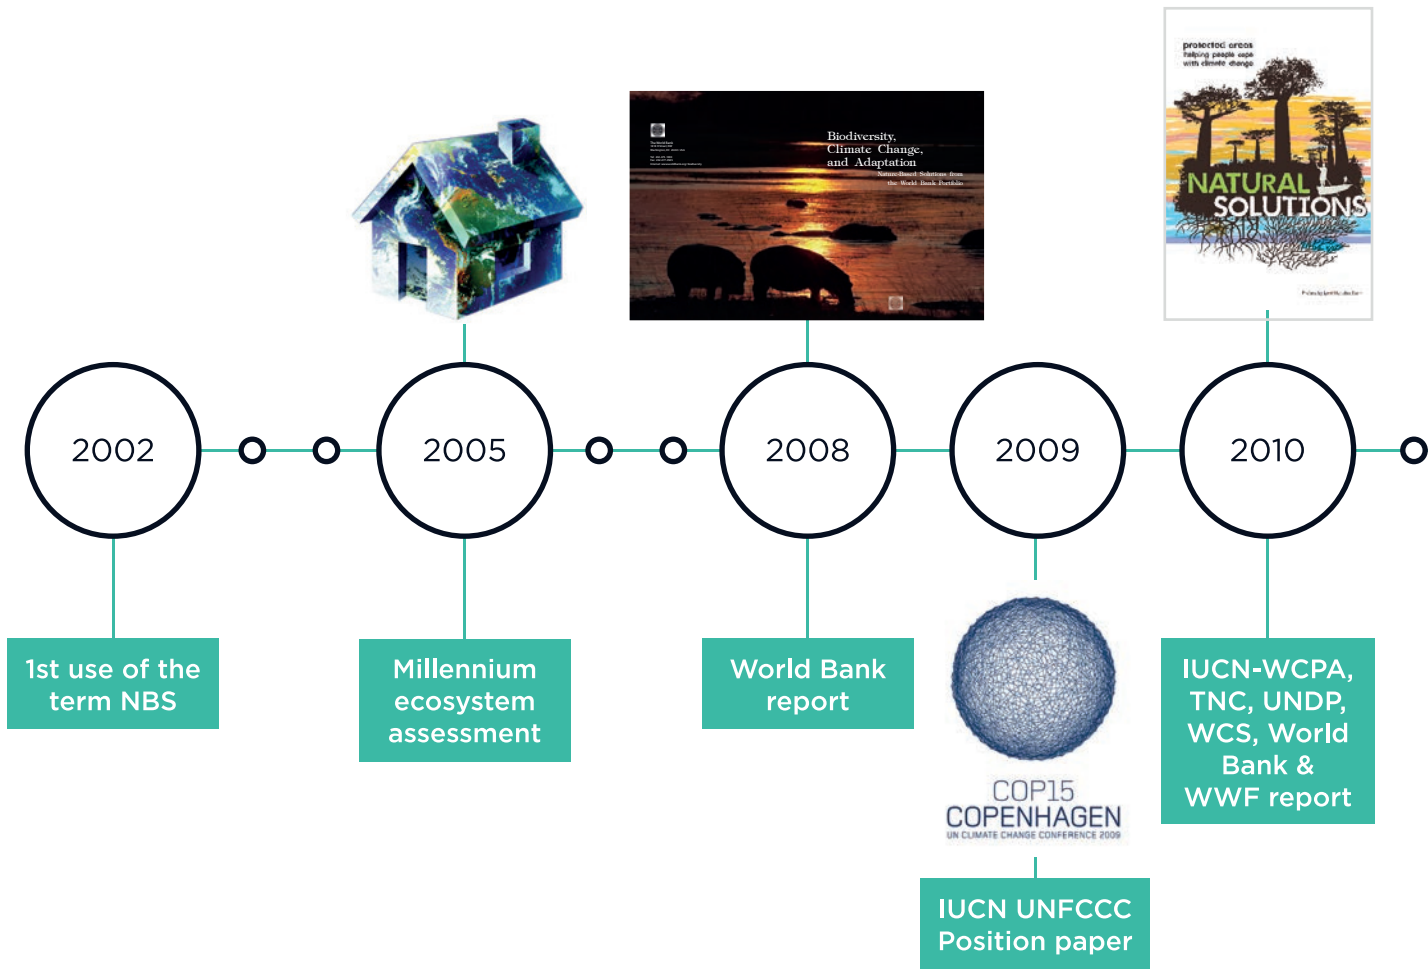 protected areas
helping people cope
with climate change
NATURAL
SOLUTIONS
The World Bank
Biodiversity,
Climate Change,
and Adaptation
Nature-Based Solutions from
the World Bank Portfolio
2002
2005
2008
2009
2010
1st use of the
term NBS
Millennium
ecosystem
assessment
World Bank
report
COP15
COPENHAGEN
UN CLIMATE CHANGE CONFERENCE 2009
IUCN UNFCCC
Position paper
IUCN-WCPA,
TNC, UNDP,
WCS, World
Bank &
WWF report